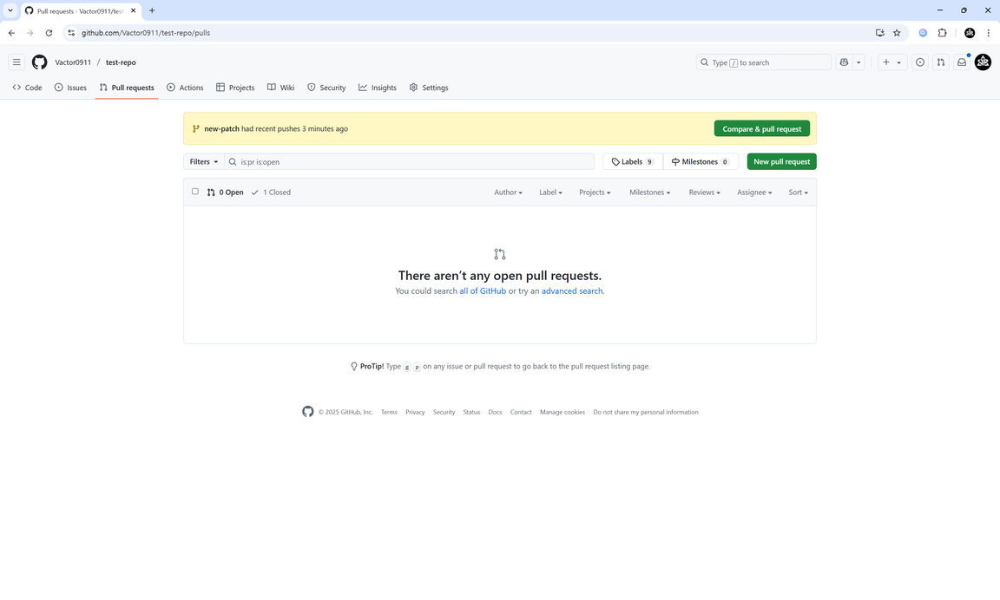 Pull requests · Vactor0911/test
github.com/Vactor0911/test-repo/pulls
Vactor0911 / test-repo
Type / to search
Code Issues Pull requests Actions Projects Wiki Security Insights Settings
new-patch had recent pushes 3 minutes ago
Compare & pull request
Filters
is:pr is:open
Labels 9
Milestones 0
New pull request
0 Open 1 Closed
Author Label Projects Milestones Reviews Assignee Sort
There aren’t any open pull requests.
You could search all of GitHub or try an advanced search.
ProTip! Type g p on any issue or pull request to go back to the pull request listing page.
© 2025 GitHub, Inc. Terms Privacy Security Status Docs Contact Manage cookies Do not share my personal information